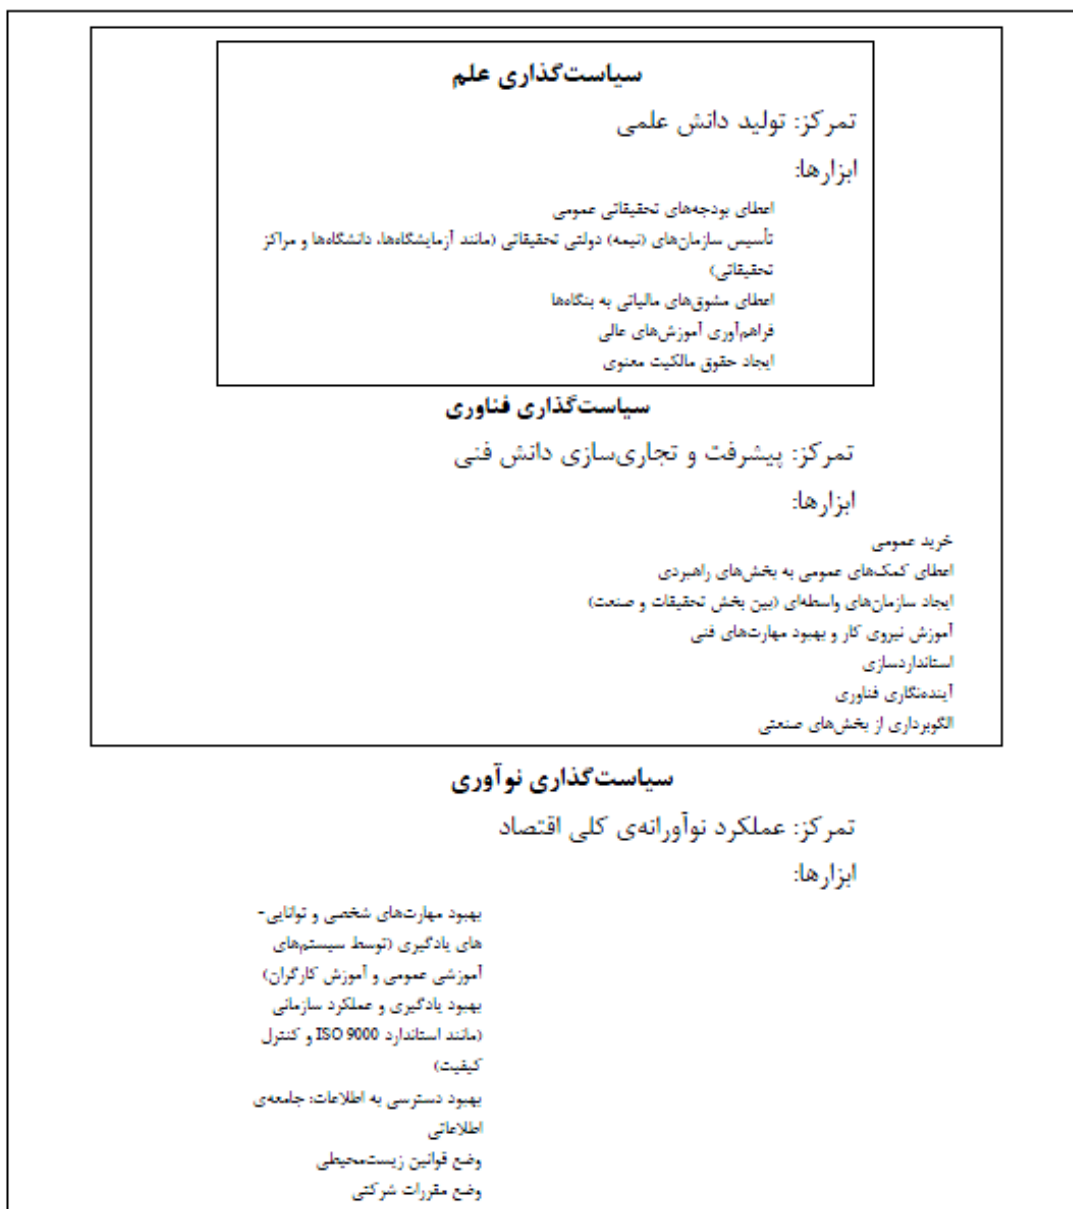 سیاست‌گذاری علم
تمرکز: تولید دانش علمی
ابزارها:
اعطای بودجه‌های تحقیقاتی عمومی
تأسیس سازمان‌های (نیمه) دولتی تحقیقاتی (مانند آزمایشگاه‌ها، دانشگاه‌ها و مراکز
تحقیقاتی)
اعطای مشوق‌های مالیاتی به بنگاه‌ها
فراهم‌آوری آموزش‌های عالی
ایجاد حقوق مالکیت معنوی
سیاست‌گذاری فناوری
تمرکز: پیشرفت و تجاری‌سازی دانش فنی
ابزارها:
خرید عمومی
اعطای کمک‌های عمومی به بخش‌های راهبردی
ایجاد سازمان‌های واسطه‌ای (بین بخش تحقیقات و صنعت)
آموزش نیروی کار و بهبود مهارت‌های فنی
استانداردسازی
آینده‌نگاری فناوری
الگوبرداری از بخش‌های صنعتی
سیاست‌گذاری نوآوری
تمرکز: عملکرد نوآورانه‌ی کلی اقتصاد
ابزارها:
بهبود مهارت‌های شخصی و توانایی-
های یادگیری (توسط سیستم‌های
آموزشی عمومی و آموزش کارگران)
بهبود یادگیری و عملکرد سازمانی
(مانند استاندارد ISO 9000 و کنترل
کیفیت)
بهبود دسترسی به اطلاعات: جامعه‌ی
اطلاعاتی
وضع قوانین زیست‌محیطی
وضع مقررات شرکتی